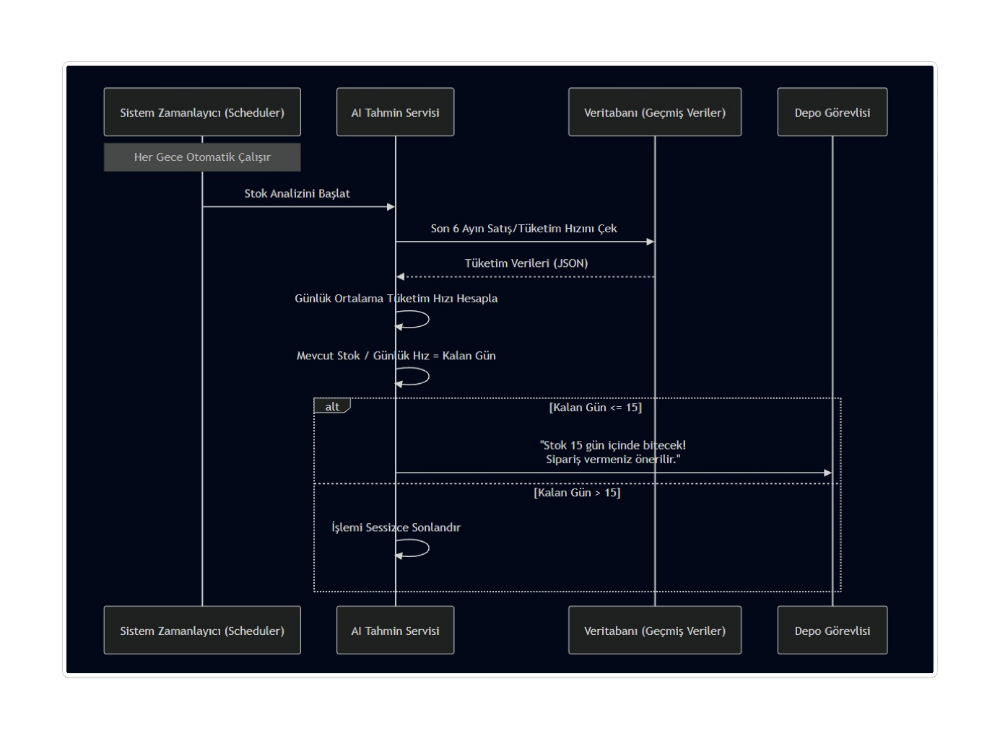 Sistem Zamanlayıcı (Scheduler)
AI Tahmin Servisi
Veritabanı (Geçmiş Veriler)
Depo Görevlisi
Her Gece Otomatik Çalışır
Stok Analizini Başlat
Son 6 Ayın Satış/Tüketim Hızını Çek
Tüketim Verileri (JSON)
Günlük Ortalama Tüketim Hızı Hesapla
Mevcut Stok / Günlük Hız = Kalan Gün
alt
[Kalan Gün <= 15]
"Stok 15 gün içinde bitecek!
Sipariş vermeniz önerilir."
[Kalan Gün > 15]
İşlemi Sessizce Sonlandır
Sistem Zamanlayıcı (Scheduler)
AI Tahmin Servisi
Veritabanı (Geçmiş Veriler)
Depo Görevlisi